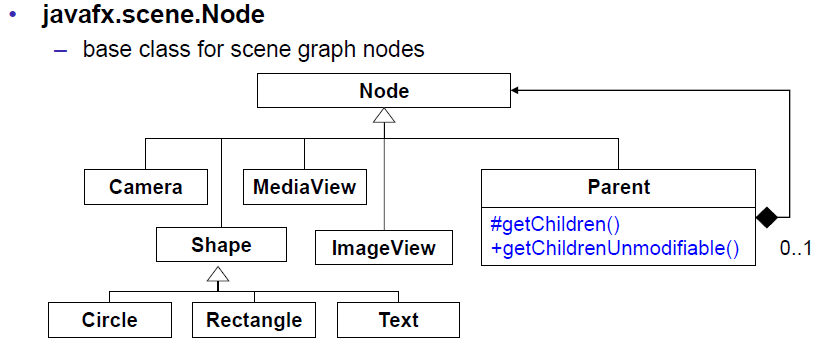 • javafx.scene.Node
– base class for scene graph nodes
Node
Camera
MediaView
Parent
#getChildren()
+getChildrenUnmodifiable()
0..1
Shape
ImageView
Circle
Rectangle
Text